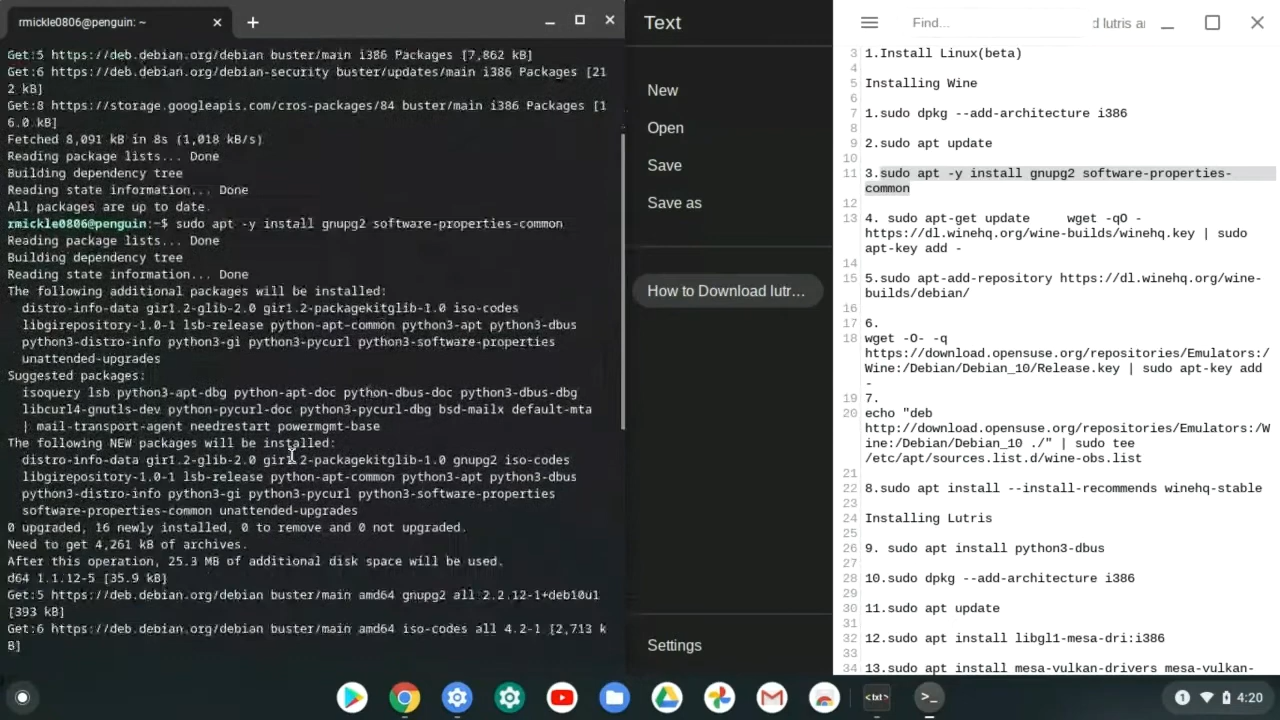 rmickle0806@penguin: ~
Get:5 https://deb.debian.org/debian buster/main i386 Packages [7,862 kB]
Get:6 https://deb.debian.org/debian-security buster/updates/main i386 Packages [21
2 kB]
Get:8 https://storage.googleapis.com/cros-packages/84 buster/main i386 Packages [1
6.0 kB]
Fetched 8,091 kB in 8s (1,018 kB/s)
Reading package lists... Done
Building dependency tree
Reading state information... Done
All packages are up to date.
rmickle0806@penguin:~$ sudo apt -y install gnupg2 software-properties-common
Reading package lists... Done
Building dependency tree
Reading state information... Done
The following additional packages will be installed:
distro-info-data gir1.2-glib-2.0 gir1.2-packagekitglib-1.0 iso-codes
libgirepository-1.0-1 lsb-release python-apt-common python3-apt python3-dbus
python3-distro-info python3-gi python3-pycurl python3-software-properties
unattended-upgrades
Suggested packages:
isoquery lsb python3-apt-dbg python-apt-doc python-dbus-doc python3-dbus-dbg
libcurl4-gnutls-dev python-pycurl-doc python3-pycurl-dbg bsd-mailx default-mta
| mail-transport-agent needrestart powermgmt-base
The following NEW packages will be installed:
distro-info-data gir1.2-glib-2.0 gir1.2-packagekitglib-1.0 gnupg2 iso-codes
libgirepository-1.0-1 lsb-release python-apt-common python3-apt python3-dbus
python3-distro-info python3-gi python3-pycurl python3-software-properties
software-properties-common unattended-upgrades
0 upgraded, 16 newly installed, 0 to remove and 0 not upgraded.
Need to get 4,261 kB of archives.
After this operation, 25.3 MB of additional disk space will be used.
d64 1.1.12-5 [35.9 kB]
Get:5 https://deb.debian.org/debian buster/main amd64 gnupg2 all 2.2.12-1+deb10u1
[393 kB]
Get:6 https://deb.debian.org/debian buster/main amd64 iso-codes all 4.2-1 [2,713 k
B]
Text
New
Open
Save
Save as
How to Download lutr...
Settings
Find...
d lutris ar
3 1.Install Linux(beta)
4
5 Installing Wine
6
7 1.sudo dpkg --add-architecture i386
8
9 2.sudo apt update
10
11 3.sudo apt -y install gnupg2 software-properties-
common
12
13 4. sudo apt-get update     wget -qO -
https://dl.winehq.org/wine-builds/winehq.key | sudo
apt-key add -
14
15 5.sudo apt-add-repository https://dl.winehq.org/wine-
builds/debian/
16
17 6.
18 wget -O- -q
https://download.opensuse.org/repositories/Emulators:/
Wine:/Debian/Debian_10/Release.key | sudo apt-key add
-
19 7.
20 echo "deb
http://download.opensuse.org/repositories/Emulators:/W
ine:/Debian/Debian_10 ./" | sudo tee
/etc/apt/sources.list.d/wine-obs.list
21
22 8.sudo apt install --install-recommends winehq-stable
23
24 Installing Lutris
25
26 9. sudo apt install python3-dbus
27
28 10.sudo dpkg --add-architecture i386
29
30 11.sudo apt update
31
32 12.sudo apt install libgl1-mesa-dri:i386
33
34 13.sudo apt install mesa-vulkan-drivers mesa-vulkan-
<txt>
>_
1
4:20